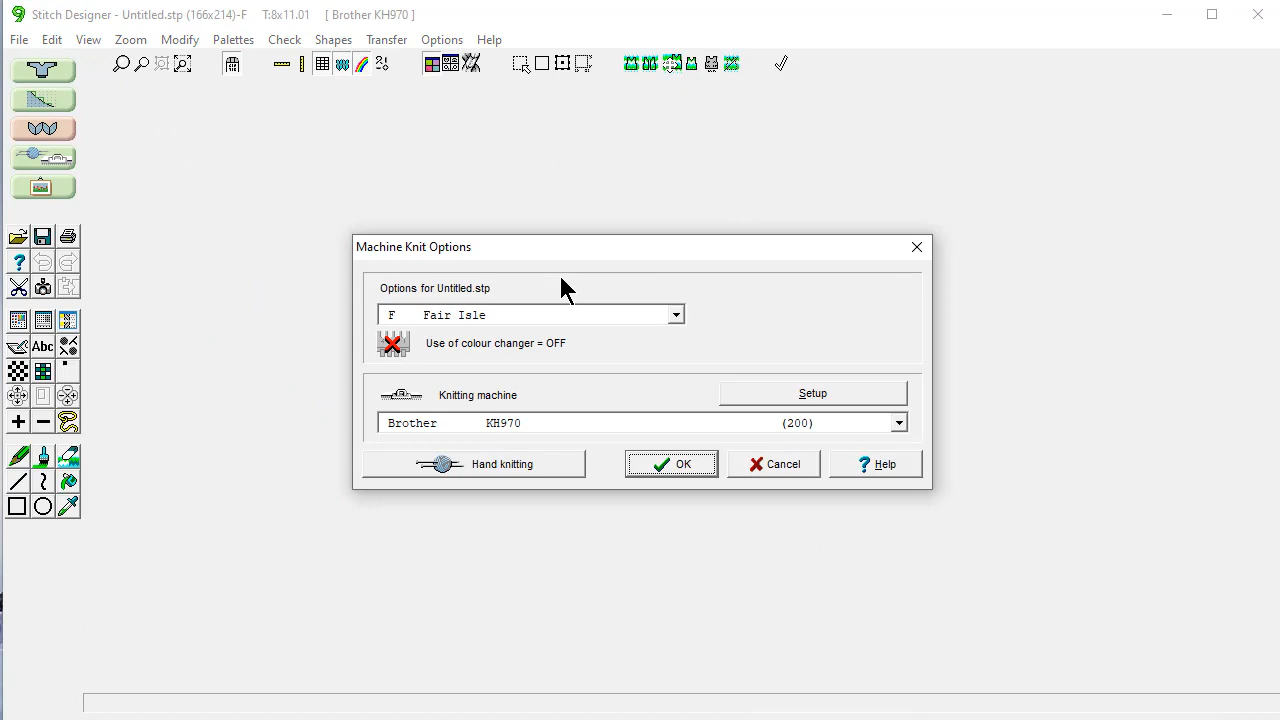 Stitch Designer - Untitled.stp (166x214)-F T:8x11.01 [ Brother KH970 ]
File Edit View Zoom Modify Palettes Check Shapes Transfer Options Help
Machine Knit Options
Options for Untitled.stp
F Fair Isle
Use of colour changer = OFF
Knitting machine
Setup
Brother KH970 (200)
Hand knitting
OK
Cancel
Help
Abc